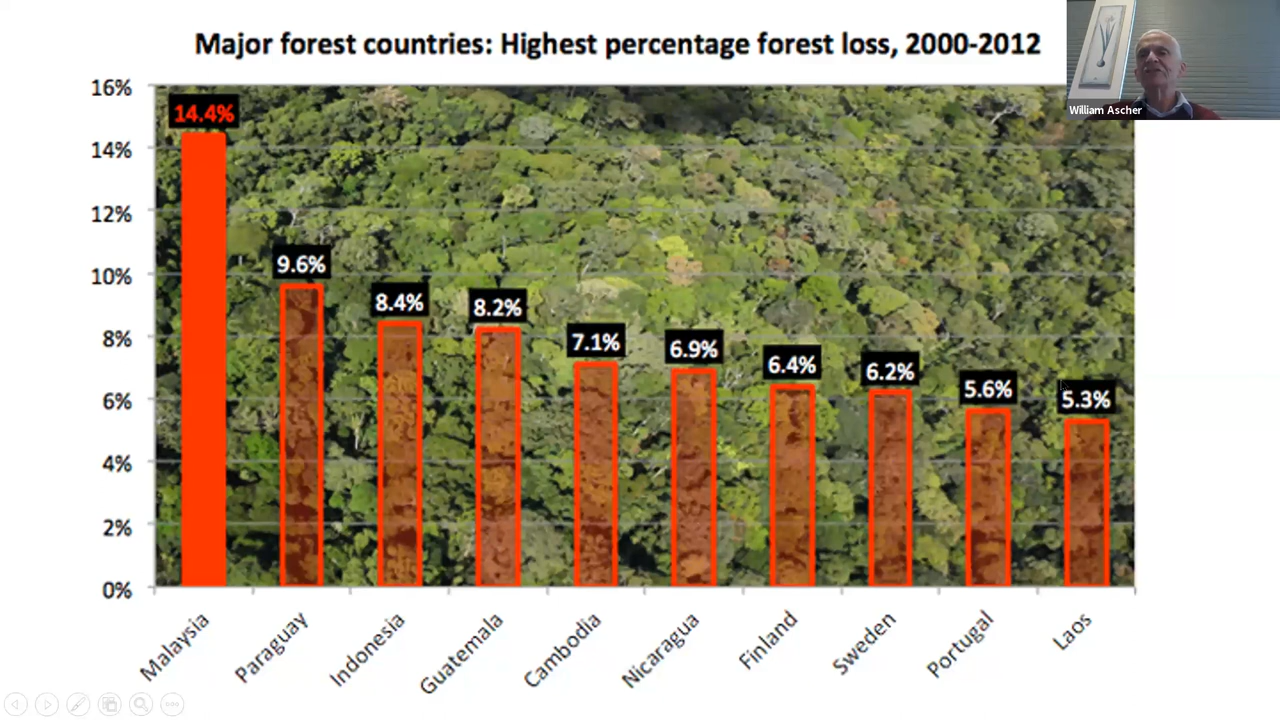 Major forest countries: Highest percentage forest loss, 2000-2012
William Ascher
16%
14%
12%
10%
8%
6%
4%
2%
0%
14.4%
9.6%
8.4%
8.2%
7.1%
6.9%
6.4%
6.2%
5.6%
5.3%
Malaysia
Paraguay
Indonesia
Guatemala
Cambodia
Nicaragua
Finland
Sweden
Portugal
Laos